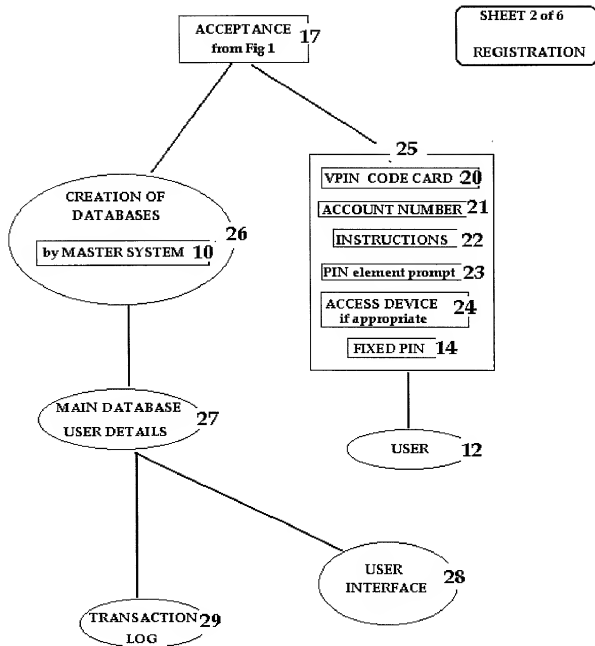 SHEET 2 of 6
REGISTRATION
ACCEPTANCE 17
from Fig 1
25
VPIN CODE CARD 20
ACCOUNT NUMBER 21
INSTRUCTIONS 22
PIN element prompt 23
ACCESS DEVICE 24
if appropriate
FIXED PIN 14
CREATION OF
DATABASES
26
by MASTER SYSTEM 10
MAIN DATABASE 27
USER DETAILS
USER 12
USER 28
INTERFACE
TRANSACTION 29
LOG